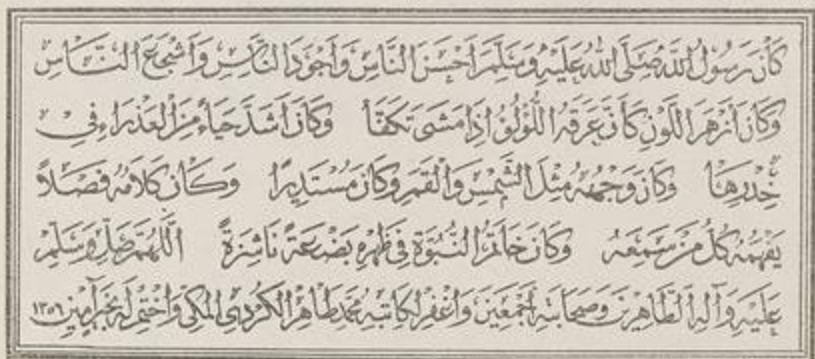 كان رسول الله صلى الله عليه وسلم أحسن الناس وأجود الناس وأشجع الناس
وكان أزهر اللون كأن عرقه اللؤلؤ إذا مشى تكفأ وكان أشد حياء من العذراء في
خدرها وكان وجهه مثل الشمس والقمر وكان مستديرا وكان كلامه فصلاً
يفهمه كل من سمعه وكان خاتم النبوة في ظهره بضعة ناشزة اللهم صل وسلم
عليه وآله الطاهرين وصحابته أجمعين واغفر لكاتبه محمد طاهر الكردي المكي واختم له بخير آمين ١٣٥٦